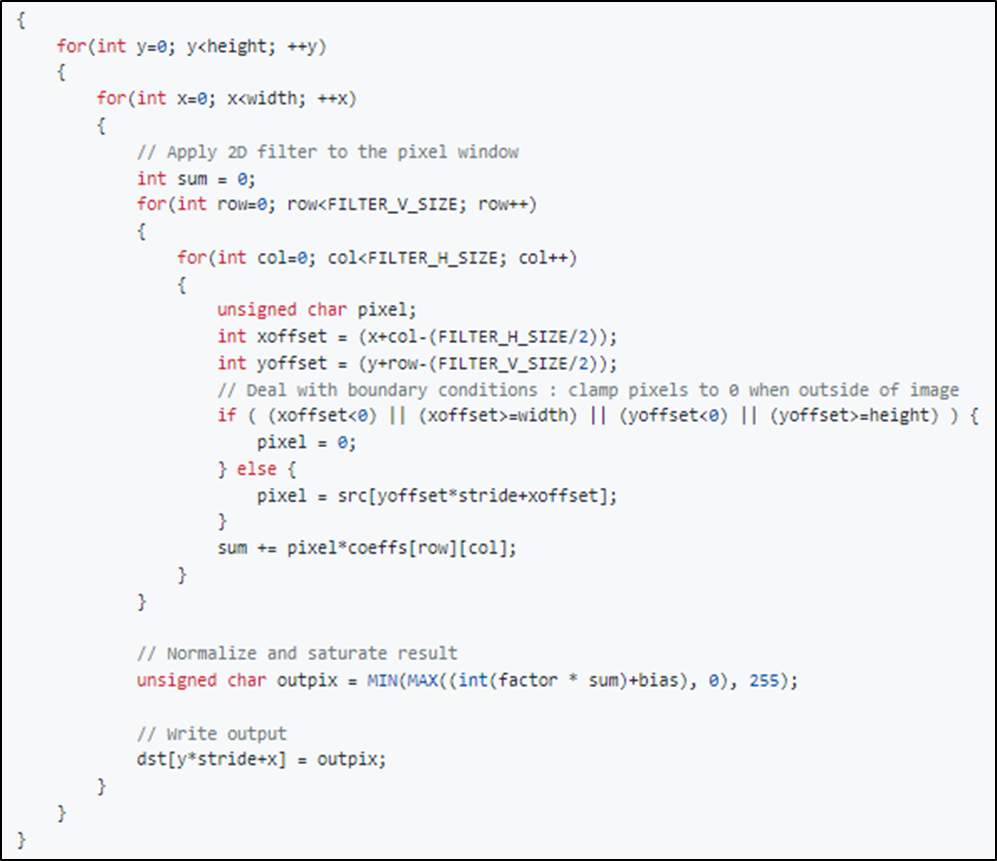 {
    for(int y=0; y<height; ++y)
    {
        for(int x=0; x<width; ++x)
        {
            // Apply 2D filter to the pixel window
            int sum = 0;
            for(int row=0; row<FILTER_V_SIZE; row++)
            {
                for(int col=0; col<FILTER_H_SIZE; col++)
                {
                    unsigned char pixel;
                    int xoffset = (x+col-(FILTER_H_SIZE/2));
                    int yoffset = (y+row-(FILTER_V_SIZE/2));
                    // Deal with boundary conditions : clamp pixels to 0 when outside of image
                    if ( (xoffset<0) || (xoffset>=width) || (yoffset<0) || (yoffset>=height) ) {
                        pixel = 0;
                    } else {
                        pixel = src[yoffset*stride+xoffset];
                    }
                    sum += pixel*coeffs[row][col];
                }
            }

            // Normalize and saturate result
            unsigned char outpix = MIN(MAX((int(factor * sum)+bias), 0), 255);

            // Write output
            dst[y*stride+x] = outpix;
        }
    }
}